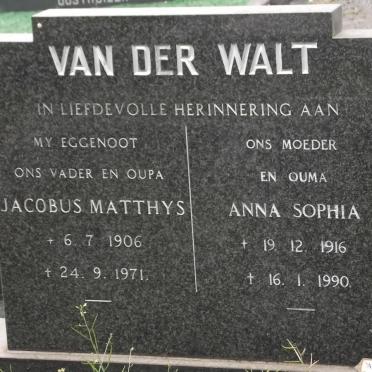 VAN DER WALT
IN LIEFDEVOLLE HERINNERING AAN
MY EGGENOOT
ONS VADER EN OUPA
JACOBUS MATTHYS
+ 6. 7 1906
† 24. 9. 1971.
ONS MOEDER
EN OUMA
ANNA SOPHIA
+ 19. 12. 1916
† 16. 1. 1990.